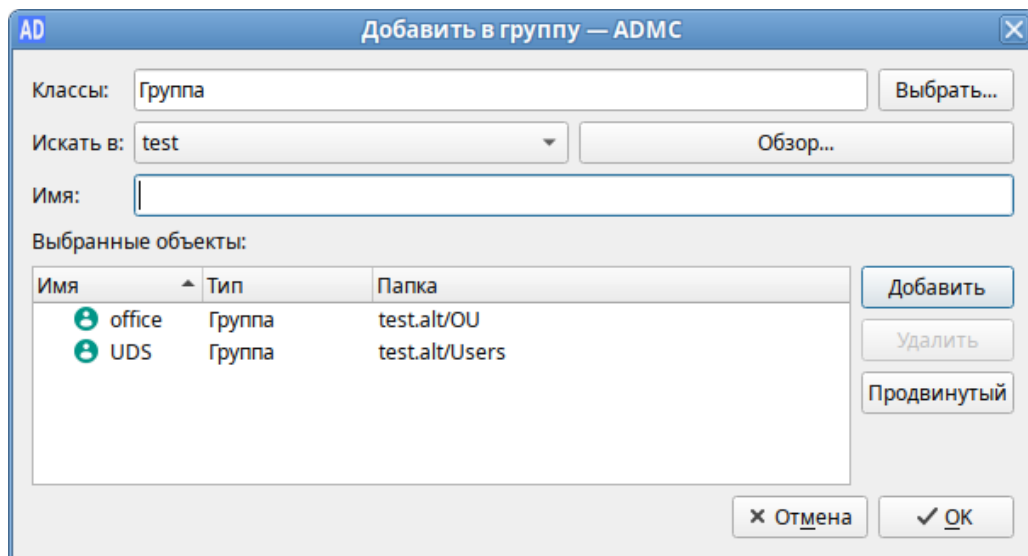 AD Добавить в группу — ADMC
Классы: Группа Выбрать...
Искать в: test Обзор...
Имя:
Выбранные объекты:
Имя Тип Папка
office Группа test.alt/OU
UDS Группа test.alt/Users
Добавить
Удалить
Продвинутый
Отмена OK